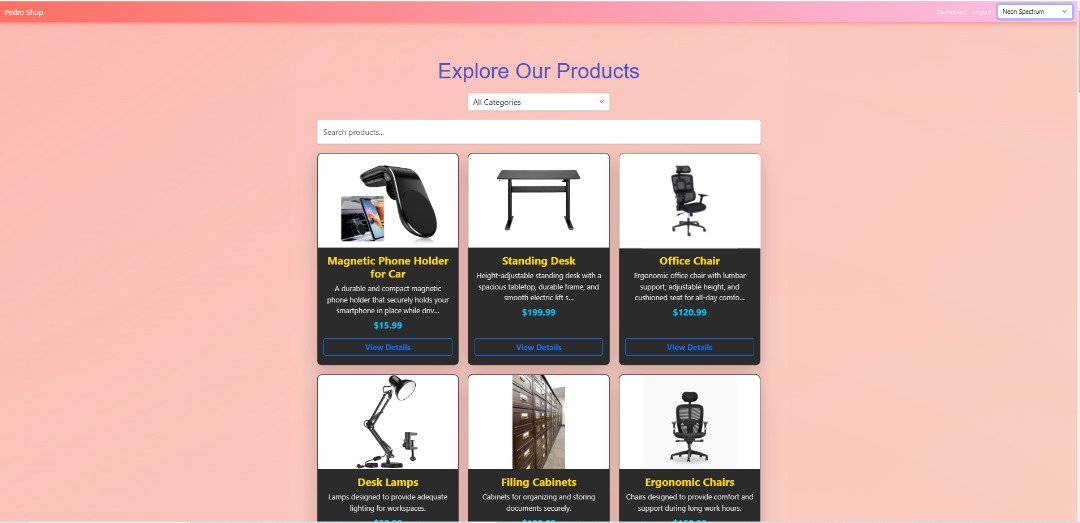 Pedro Shop
Dashboard Logout Neon Spectrum
Explore Our Products
All Categories
Search products...
Magnetic Phone Holder
for Car
A durable and compact magnetic
phone holder that securely holds your
smartphone in place while driv...
$15.99
View Details
Standing Desk
Height-adjustable standing desk with a
spacious tabletop, durable frame, and
smooth electric lift s...
$199.99
View Details
Office Chair
Ergonomic office chair with lumbar
support, adjustable height, and
cushioned seat for all-day comfo...
$120.99
View Details
Desk Lamps
Lamps designed to provide adequate
lighting for workspaces.
Filing Cabinets
Cabinets for organizing and storing
documents securely.
Ergonomic Chairs
Chairs designed to provide comfort and
support during long work hours.